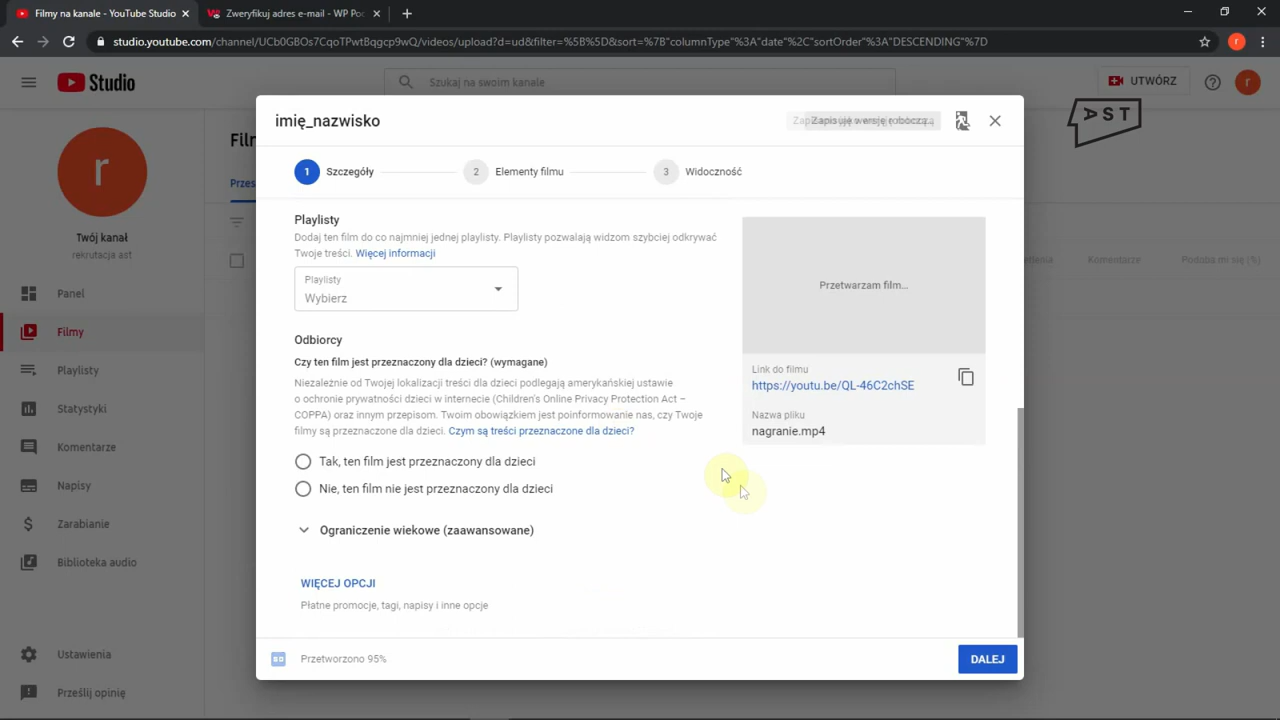 Filmy na kanale - YouTube Studio
Zweryfikuj adres e-mail - WP Poc
studio.youtube.com/channel/UCb0GBOs7CqoTPwtBqgcp9wQ/videos/upload?d=ud&filter=%5B%5D&sort=%7B"columnType"%3A"date"%2C"sortOrder"%3A"DESCENDING"%7D
r
Studio
Szukaj na swoim kanale
UTWÓRZ
r
AST
r
Twój kanał
rekrutacja ast
Panel
Filmy
Playlisty
Statystyki
Komentarze
Napisy
Zarabianie
Biblioteka audio
Ustawienia
Prześlij opinię
Film
Przes
Komentarze
Podoba mi się (%)
imię_nazwisko
Zapisuję wersję roboczą...
1 Szczegóły
2 Elementy filmu
3 Widoczność
Playlisty
Dodaj ten film do co najmniej jednej playlisty. Playlisty pozwalają widzom szybciej odkrywać
Twoje treści. Więcej informacji
Playlisty
Wybierz
Odbiorcy
Czy ten film jest przeznaczony dla dzieci? (wymagane)
Niezależnie od Twojej lokalizacji treści dla dzieci podlegają amerykańskiej ustawie
o ochronie prywatności dzieci w internecie (Children's Online Privacy Protection Act –
COPPA) oraz innym przepisom. Twoim obowiązkiem jest poinformowanie nas, czy Twoje
filmy są przeznaczone dla dzieci. Czym są treści przeznaczone dla dzieci?
Tak, ten film jest przeznaczony dla dzieci
Nie, ten film nie jest przeznaczony dla dzieci
Ograniczenie wiekowe (zaawansowane)
WIĘCEJ OPCJI
Płatne promocje, tagi, napisy i inne opcje
Przetwarzam film...
Link do filmu
https://youtu.be/QL-46C2chSE
Nazwa pliku
nagranie.mp4
SD
Przetworzono 95%
DALEJ